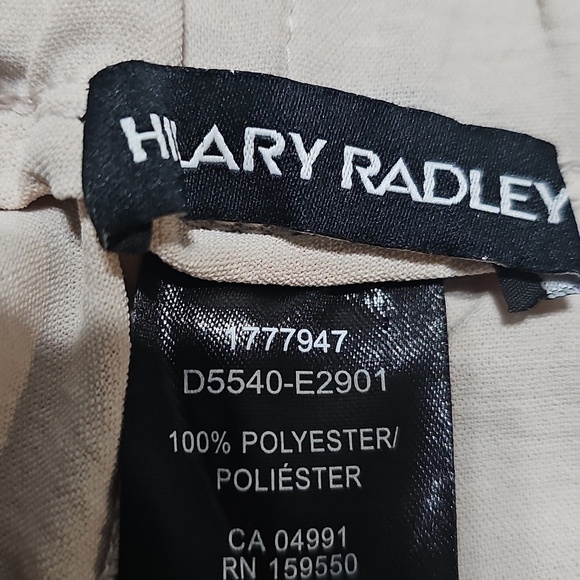 HILARY RADLEY
1777947
D5540-E2901
100% POLYESTER/
POLIÉSTER
CA 04991
RN 159550